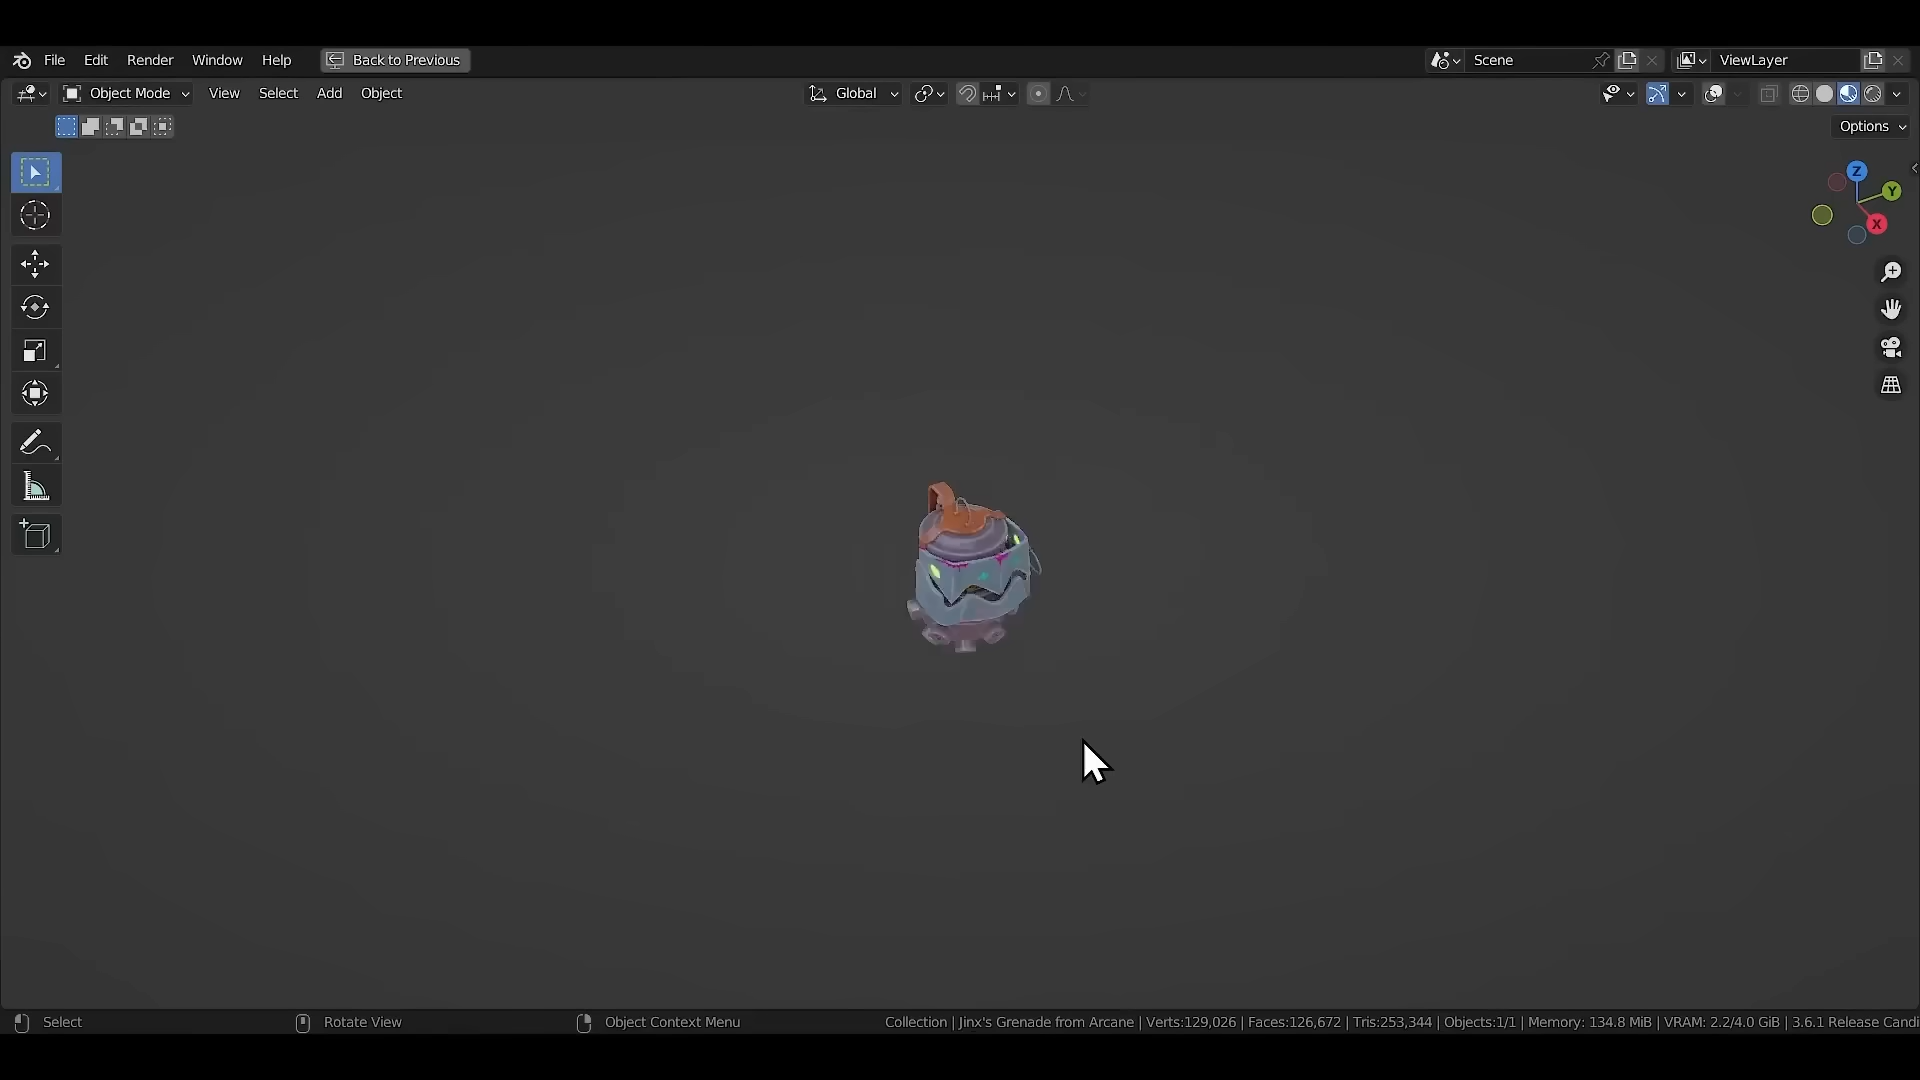 File Edit Render Window Help Back to Previous Scene ViewLayer
Object Mode View Select Add Object Global
Options
Z
Y
X
Select Rotate View Object Context Menu Collection | Jinx's Grenade from Arcane | Verts:129,026 | Faces:126,672 | Tris:253,344 | Objects:1/1 | Memory: 134.8 MiB | VRAM: 2.2/4.0 GiB | 3.6.1 Release Candi